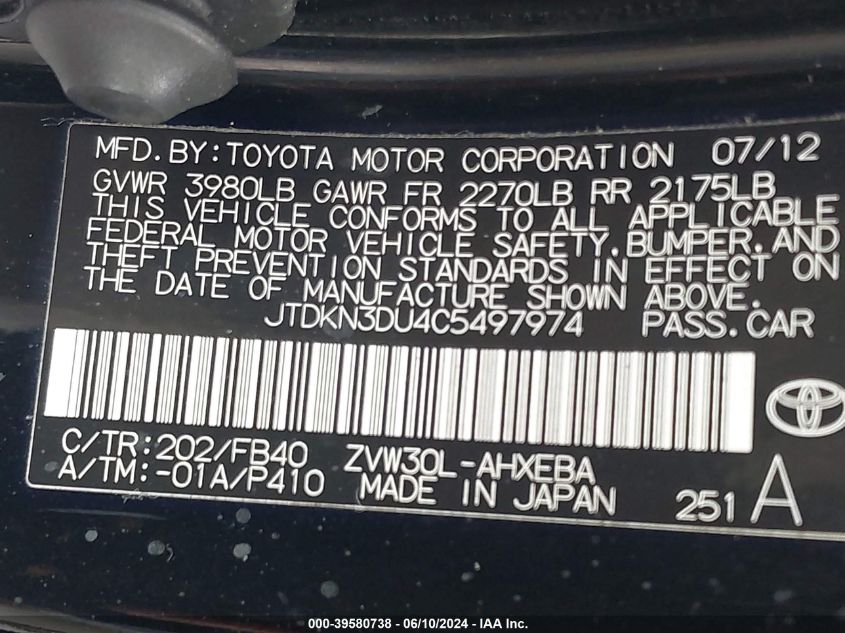 MFD.BY:TOYOTA MOTOR CORPORATION 07/12
GVWR 3980LB GAWR FR 2270LB RR 2175LB
THIS VEHICLE CONFORMS TO ALL APPLICABLE
FEDERAL MOTOR VEHICLE SAFETY,BUMPER,AND
THEFT PREVENTION STANDARDS IN EFFECT ON
THE DATE OF MANUFACTURE SHOWN ABOVE.
JTDKN3DU4C5497974 PASS.CAR
C/TR:202/FB40 ZVW30L-AHXEBA
A/TM:-01A/P410 MADE IN JAPAN 251 A
000-39580738 - 06/10/2024 - IAA Inc.